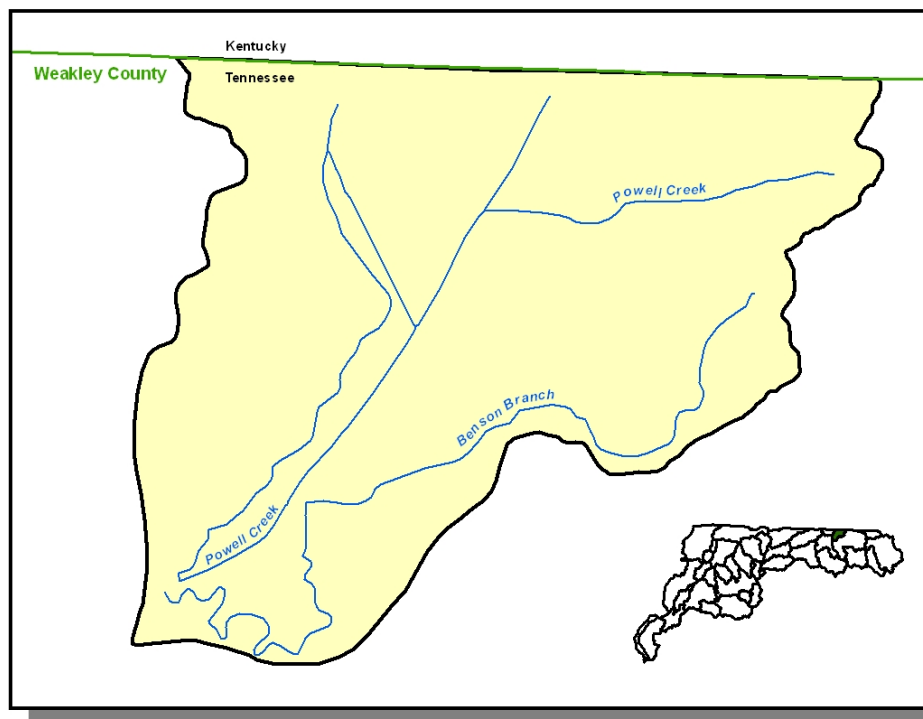 Kentucky
Weakley County
Tennessee
Powell Creek
Benson Branch
Powell Creek